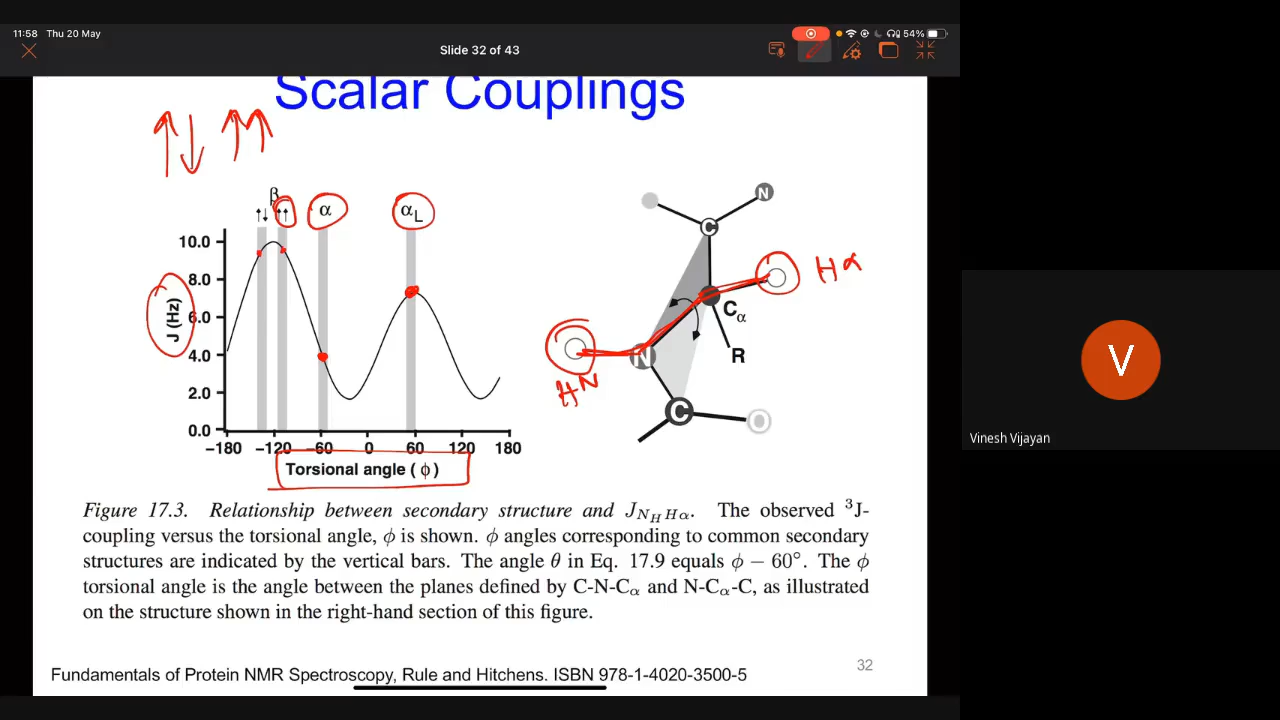 11:58 Thu 20 May
54%
Slide 32 of 43
Scalar Couplings
β
↑↓ ↑↑
α
αL
10.0
8.0
6.0
4.0
2.0
0.0
J (Hz)
−180 −120 −60 0 60 120 180
Torsional angle ( ϕ )
N
C
Hα
Cα
N
R
HN
C
O
Figure 17.3. Relationship between secondary structure and J_{N_H Hα}. The observed ³J-
coupling versus the torsional angle, ϕ is shown. ϕ angles corresponding to common secondary
structures are indicated by the vertical bars. The angle θ in Eq. 17.9 equals ϕ − 60°. The ϕ
torsional angle is the angle between the planes defined by C-N-Cα and N-Cα-C, as illustrated
on the structure shown in the right-hand section of this figure.
Fundamentals of Protein NMR Spectroscopy, Rule and Hitchens. ISBN 978-1-4020-3500-5
32
V
Vinesh Vijayan